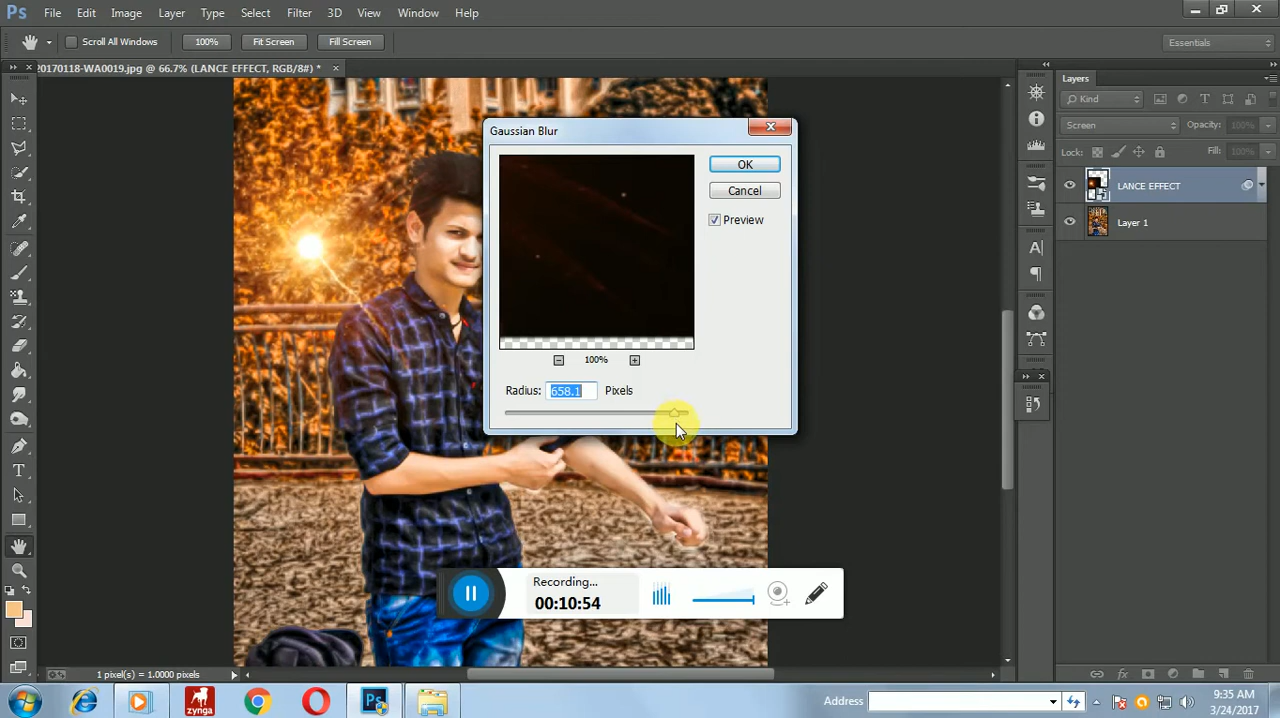 Ps File Edit Image Layer Type Select Filter 3D View Window Help
Scroll All Windows 100% Fit Screen Fill Screen Essentials
20170118-WA0019.jpg @ 66.7% (LANCE EFFECT, RGB/8#) *
Layers
Kind
Screen Opacity: 100%
Lock: Fill: 100%
LANCE EFFECT
Layer 1
Gaussian Blur
OK
Cancel
Preview
100%
Radius: 658.1 Pixels
Recording...
00:10:54
1 pixel(s) = 1.0000 pixels
zynga
Ps
Address
9:35 AM
3/24/2017